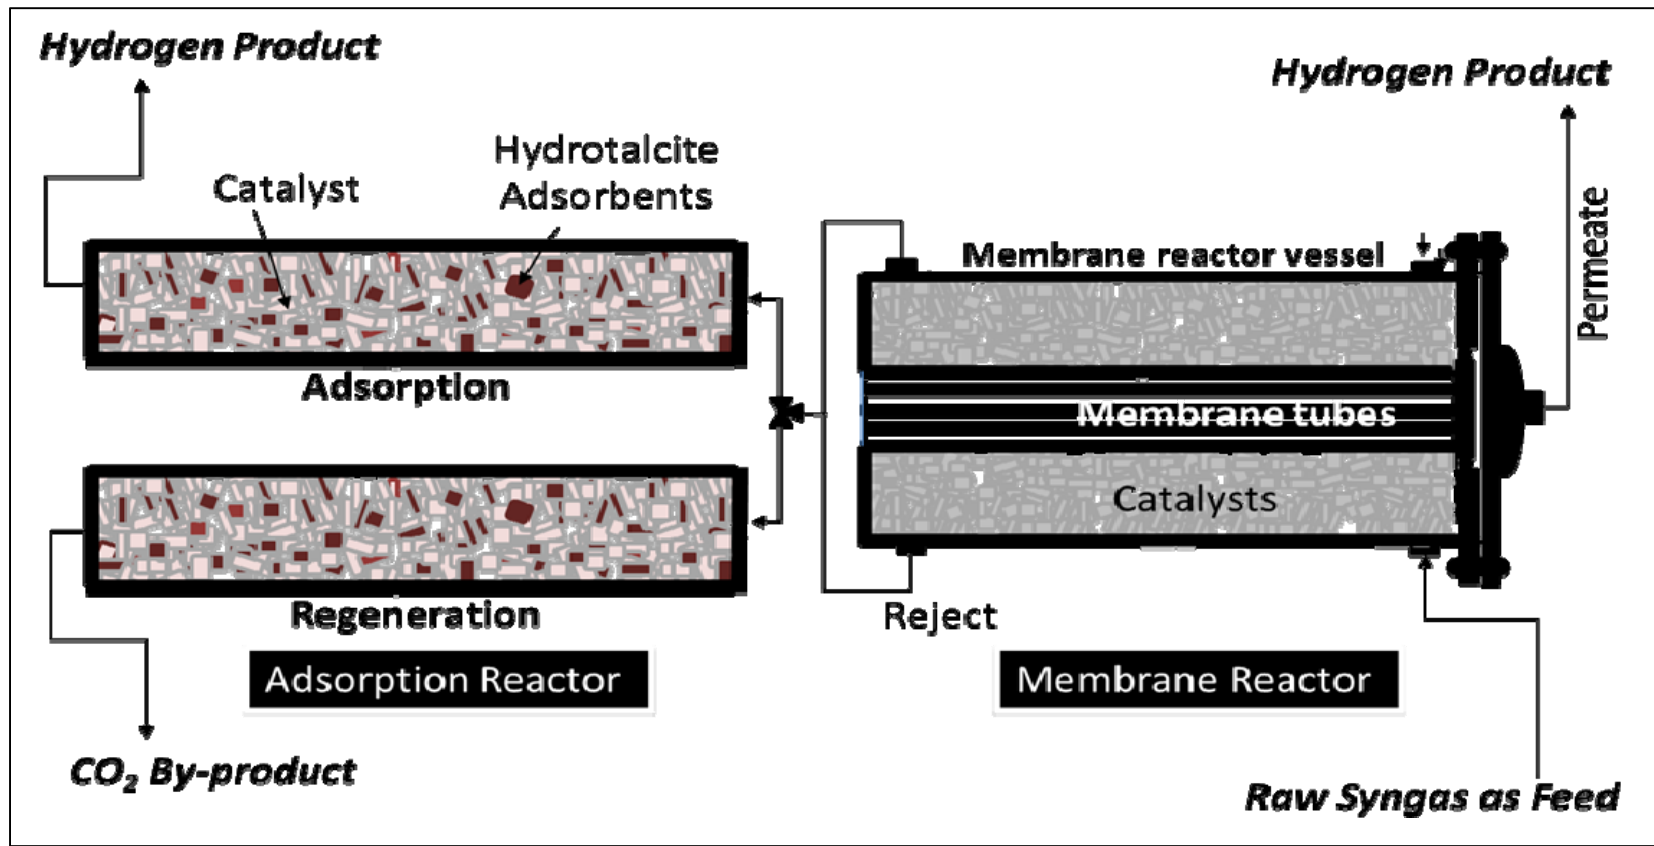 Hydrogen Product
Hydrogen Product
Hydrotalcite
Adsorbents
Catalyst
Permeate
Membrane reactor vessel
Adsorption
Membrane tubes
Catalysts
Regeneration
Reject
Adsorption Reactor
Membrane Reactor
CO₂ By-product
Raw Syngas as Feed